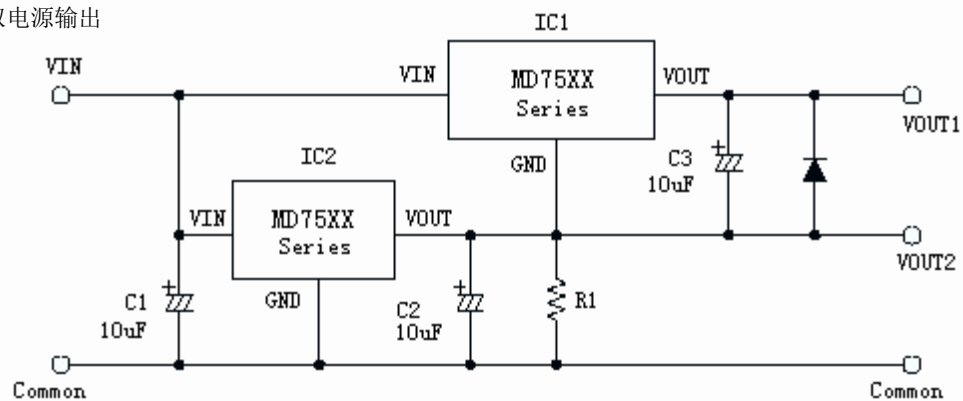 电源输出
IC1
VIN
VIN
MD75XX
Series
VOUT
VOUT1
GND
C3
10uF
IC2
VIN
MD75XX
Series
VOUT
VOUT2
GND
C1
10uF
C2
10uF
R1
Common
Common